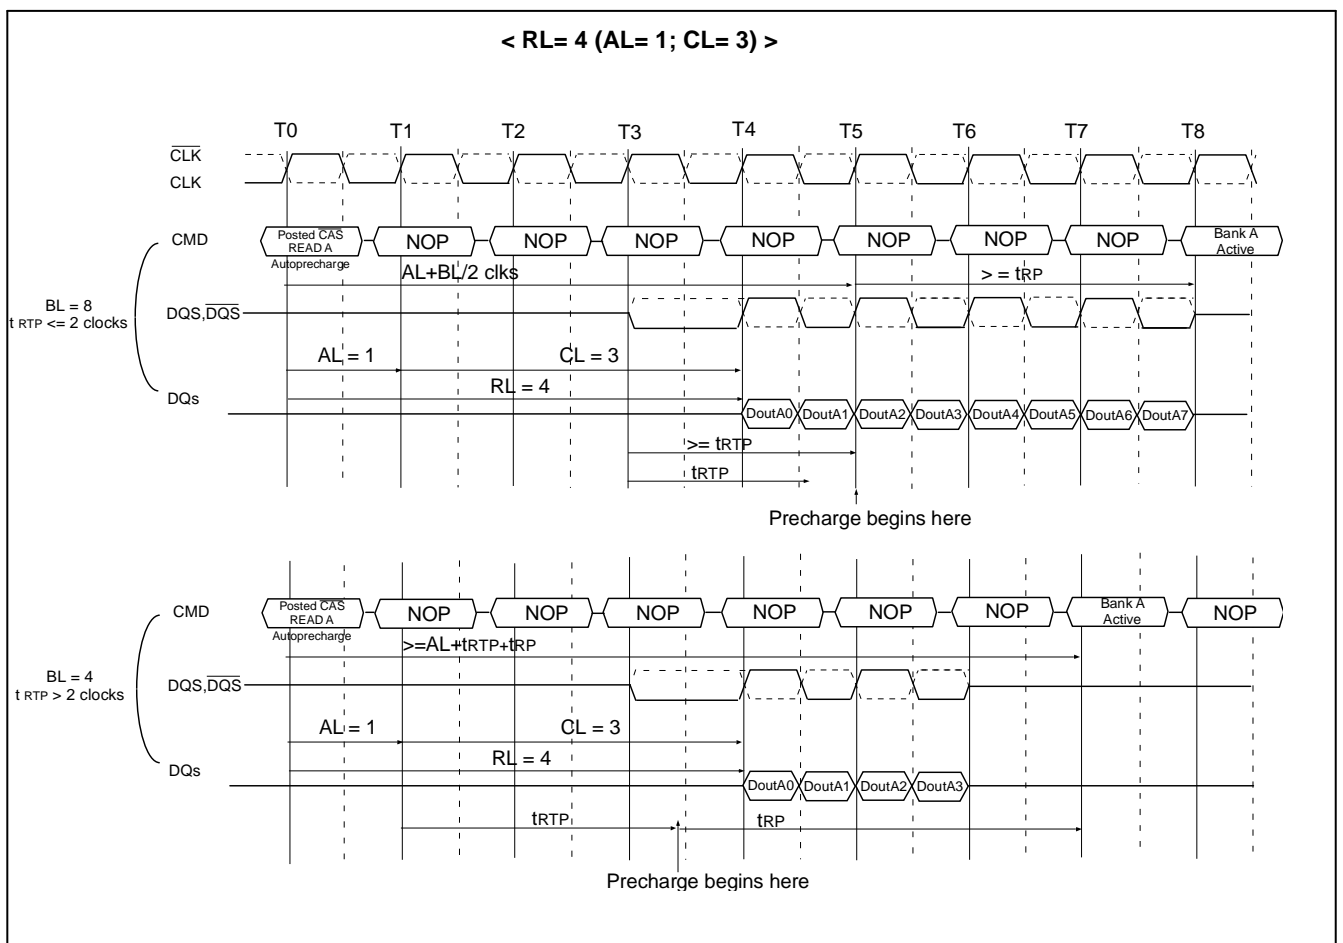 < RL= 4 (AL= 1; CL= 3) >
T0 T1 T2 T3 T4 T5 T6 T7 T8
CLK
CLK
CMD
Posted CAS
READ A
Autoprecharge
NOP NOP NOP NOP NOP NOP NOP
Bank A
Active
AL+BL/2 clks
> = tRP
BL = 8
t RTP <= 2 clocks
DQS,DQS
AL = 1
CL = 3
RL = 4
DQs
DoutA0 DoutA1 DoutA2 DoutA3 DoutA4 DoutA5 DoutA6 DoutA7
>= tRTP
tRTP
Precharge begins here
CMD
Posted CAS
READ A
Autoprecharge
NOP NOP NOP NOP NOP NOP
Bank A
Active
NOP
>=AL+tRTP+tRP
BL = 4
t RTP > 2 clocks
DQS,DQS
AL = 1
CL = 3
RL = 4
DQs
DoutA0 DoutA1 DoutA2 DoutA3
tRTP
tRP
Precharge begins here